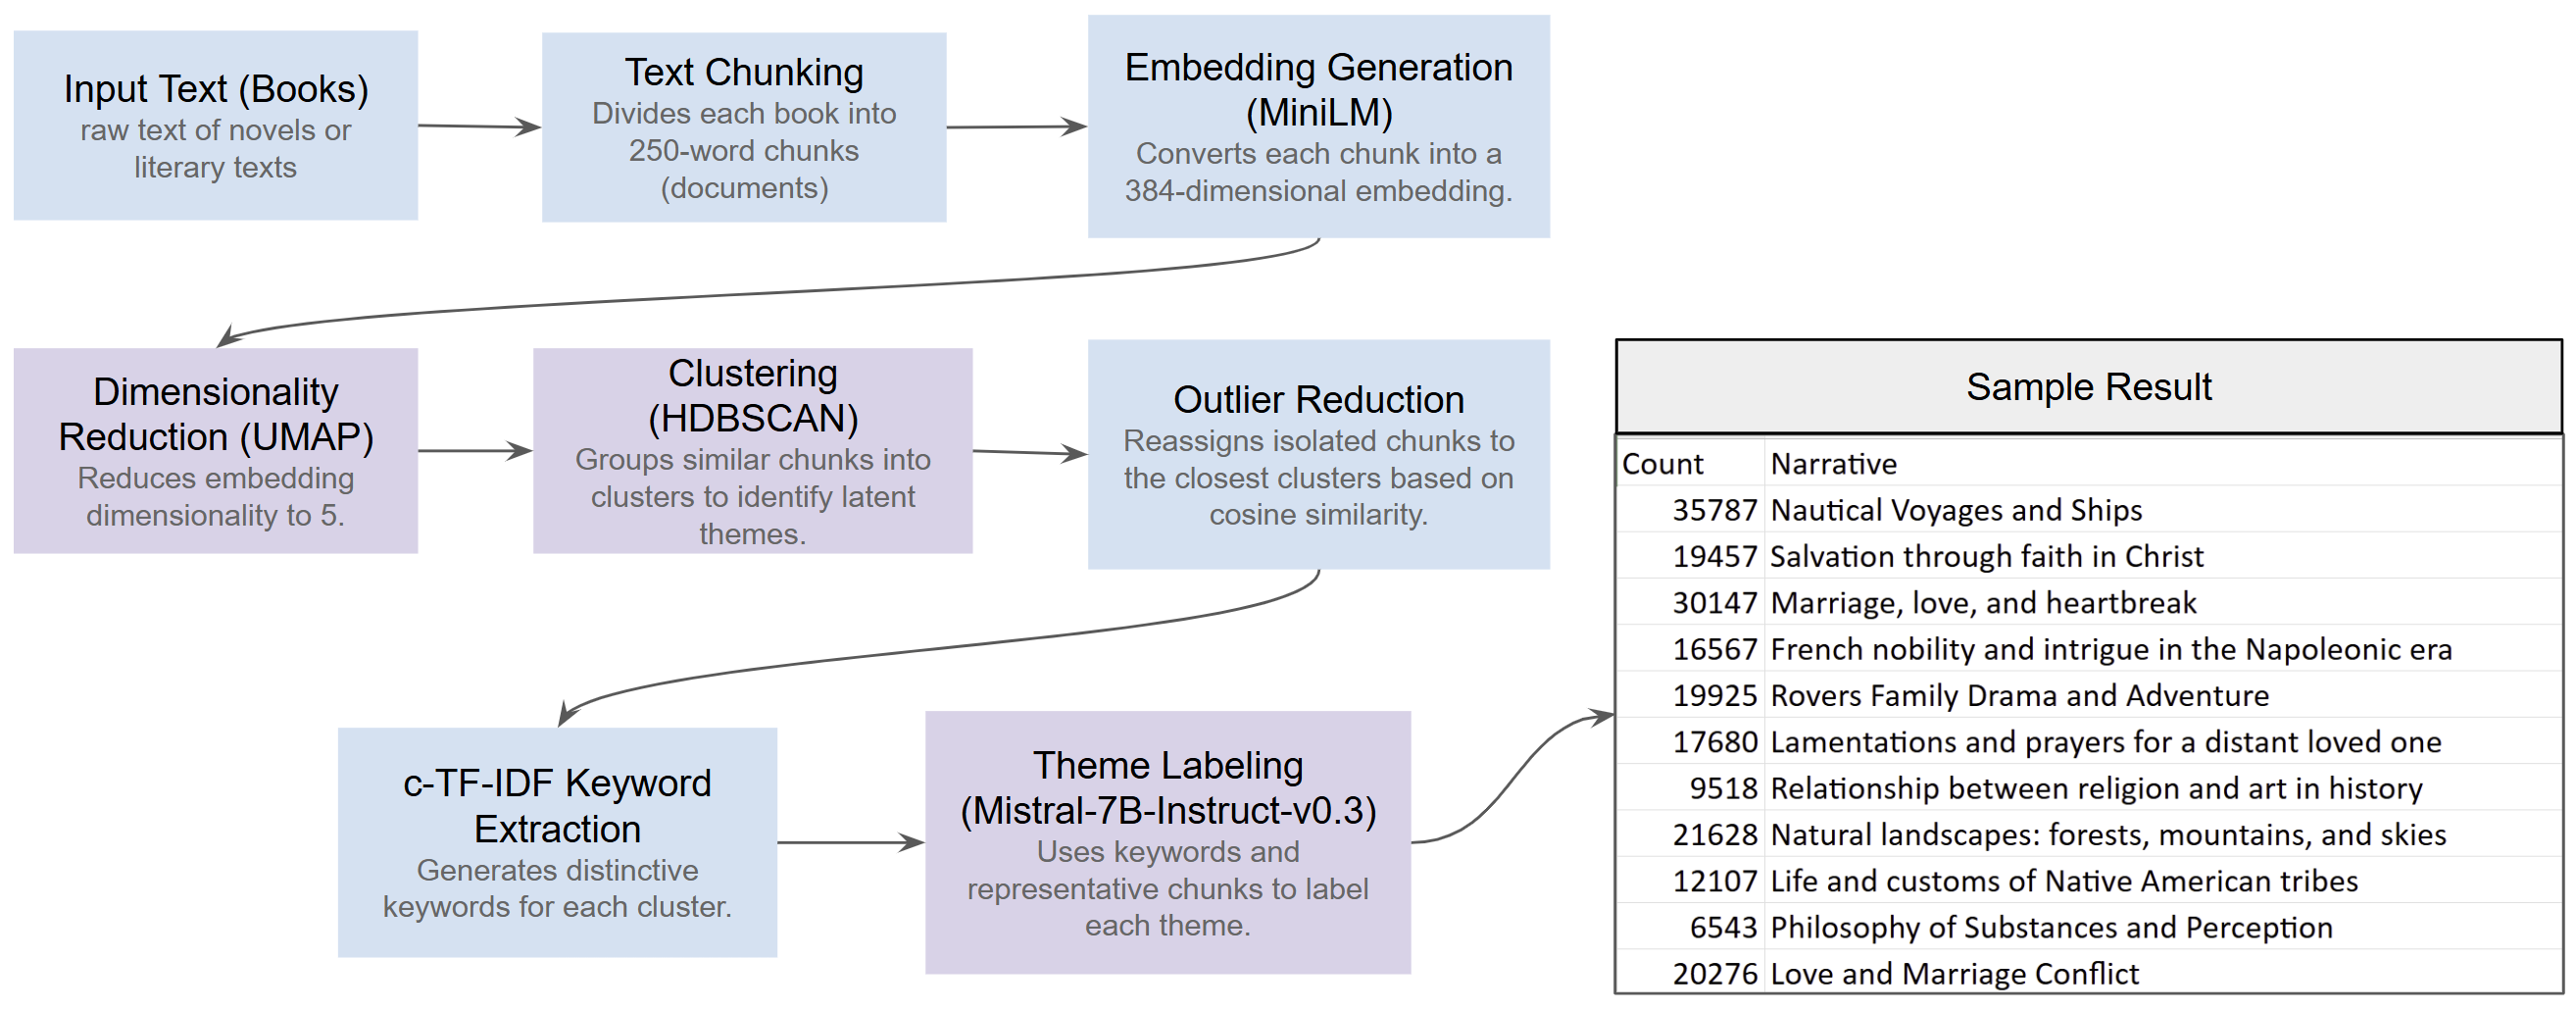 Input Text (Books)
raw text of novels or
literary texts
Text Chunking
Divides each book into
250-word chunks
(documents)
Embedding Generation
(MiniLM)
Converts each chunk into a
384-dimensional embedding.
Dimensionality
Reduction (UMAP)
Reduces embedding
dimensionality to 5.
Clustering
(HDBSCAN)
Groups similar chunks into
clusters to identify latent
themes.
Outlier Reduction
Reassigns isolated chunks to
the closest clusters based on
cosine similarity.
c-TF-IDF Keyword
Extraction
Generates distinctive
keywords for each cluster.
Theme Labeling
(Mistral-7B-Instruct-v0.3)
Uses keywords and
representative chunks to label
each theme.
Sample Result
Count Narrative
35787 Nautical Voyages and Ships
19457 Salvation through faith in Christ
30147 Marriage, love, and heartbreak
16567 French nobility and intrigue in the Napoleonic era
19925 Rovers Family Drama and Adventure
17680 Lamentations and prayers for a distant loved one
9518 Relationship between religion and art in history
21628 Natural landscapes: forests, mountains, and skies
12107 Life and customs of Native American tribes
6543 Philosophy of Substances and Perception
20276 Love and Marriage Conflict